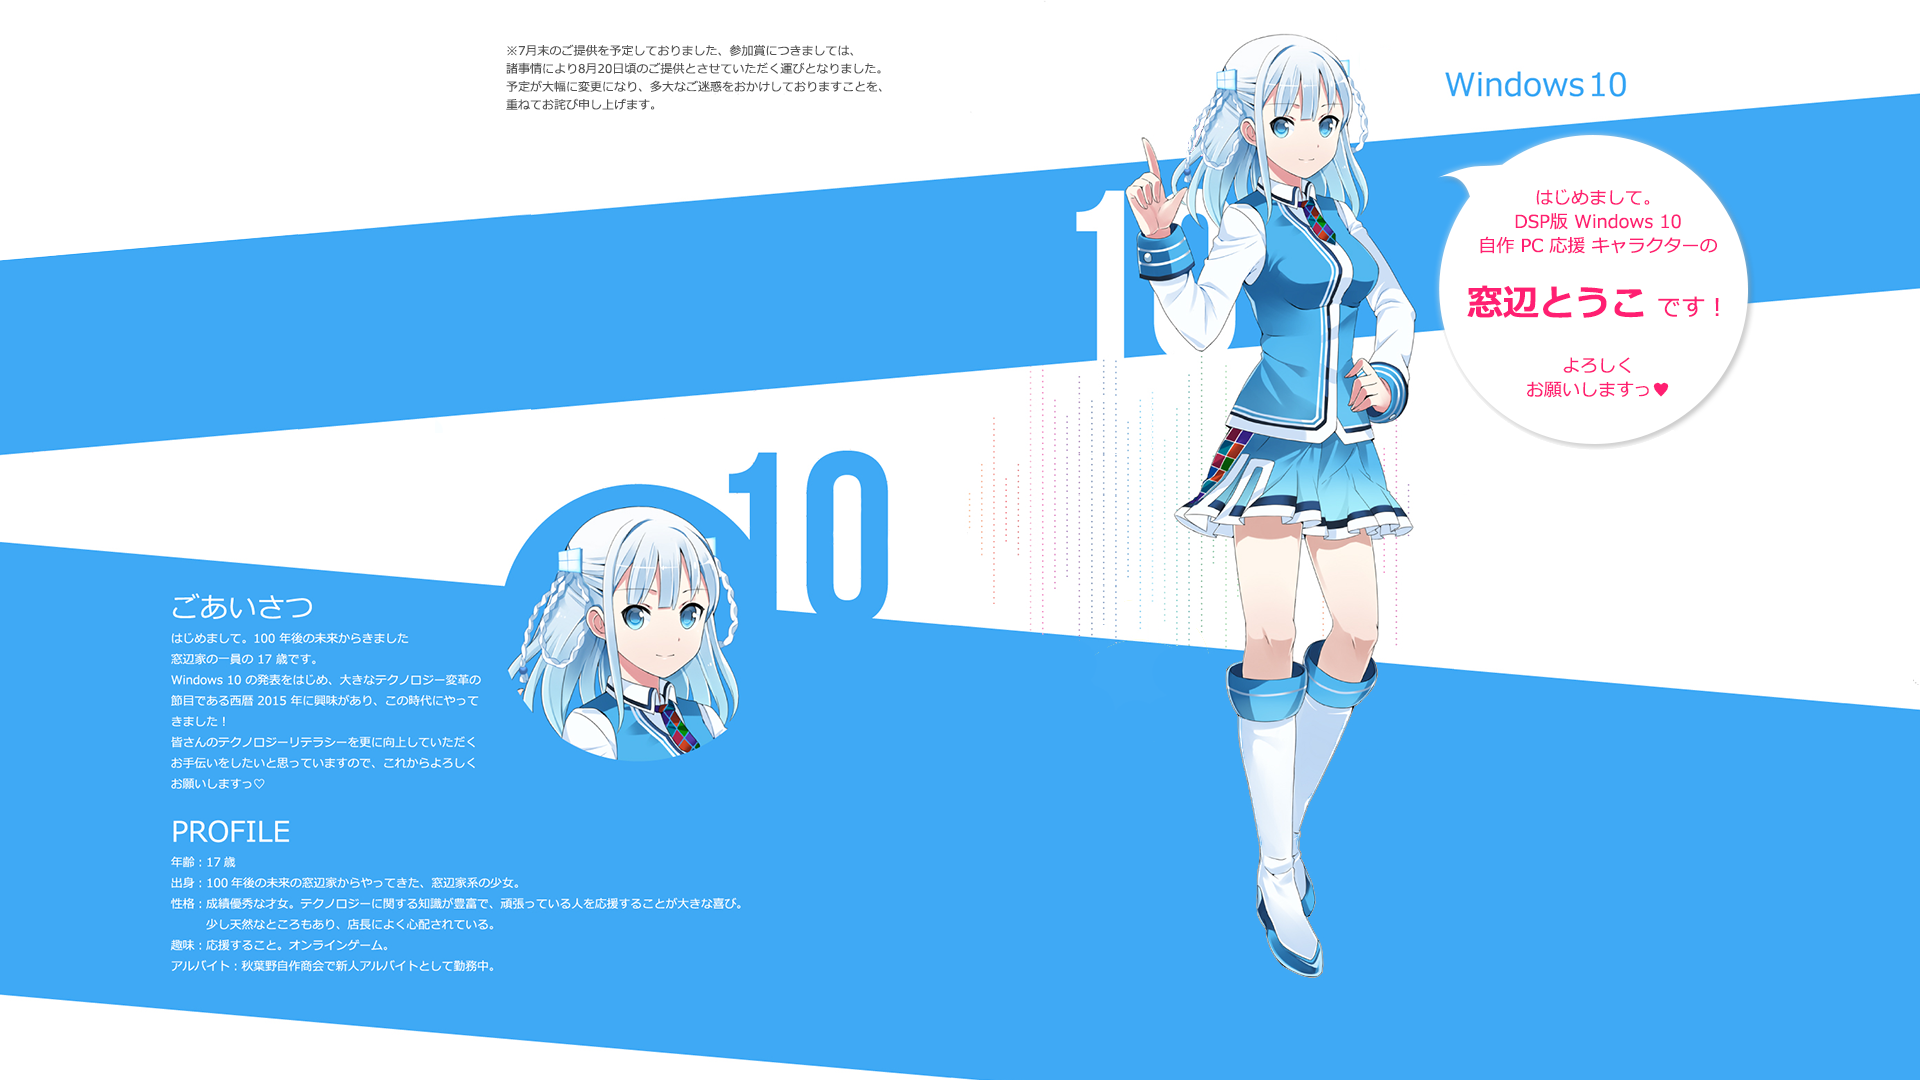 ※7月末のご提供を予定しておりました、参加賞につきましては、
諸事情により8月20日頃のご提供とさせていただく運びとなりました。
予定が大幅に変更になり、多大なご迷惑をおかけしておりますことを、
重ねてお詫び申し上げます。
Windows 10
10
はじめまして。
DSP版 Windows 10
自作 PC 応援 キャラクターの
窓辺とうこ です！
よろしく
お願いしますっ♥
10
10
ごあいさつ
はじめまして。100 年後の未来からきました
窓辺家の一員の 17 歳です。
Windows 10 の発表をはじめ、大きなテクノロジー変革の
節目である西暦 2015 年に興味があり、この時代にやって
きました！
皆さんのテクノロジーリテラシーを更に向上していただく
お手伝いをしたいと思っていますので、これからよろしく
お願いしますっ♡
PROFILE
年齢：17 歳
出身：100 年後の未来の窓辺家からやってきた、窓辺家系の少女。
性格：成績優秀な才女。テクノロジーに関する知識が豊富で、頑張っている人を応援することが大きな喜び。
少し天然なところもあり、店長によく心配されている。
趣味：応援すること。オンラインゲーム。
アルバイト：秋葉野自作商会で新人アルバイトとして勤務中。